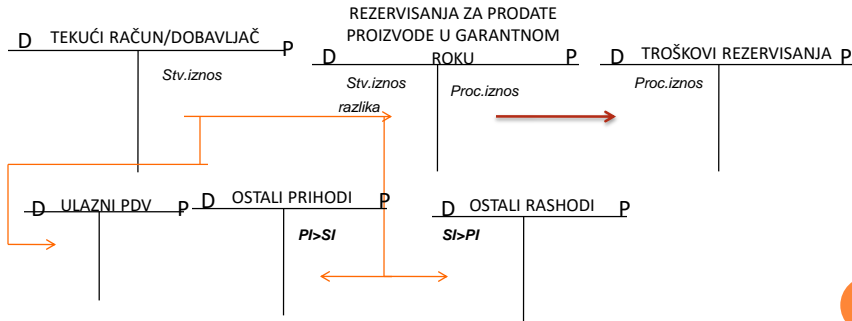 REZERVISANJA ZA PRODATE
PROIZVODE U GARANTNOM
ROKU
D TEKUĆI RAČUN/DOBAVLJAČ P
D P
D TROŠKOVI REZERVISANJA P
Stv.iznos
Stv.iznos
razlika
Proc.iznos
Proc.iznos
D ULAZNI PDV P
D OSTALI PRIHODI P
D OSTALI RASHODI P
PI>SI
SI>PI